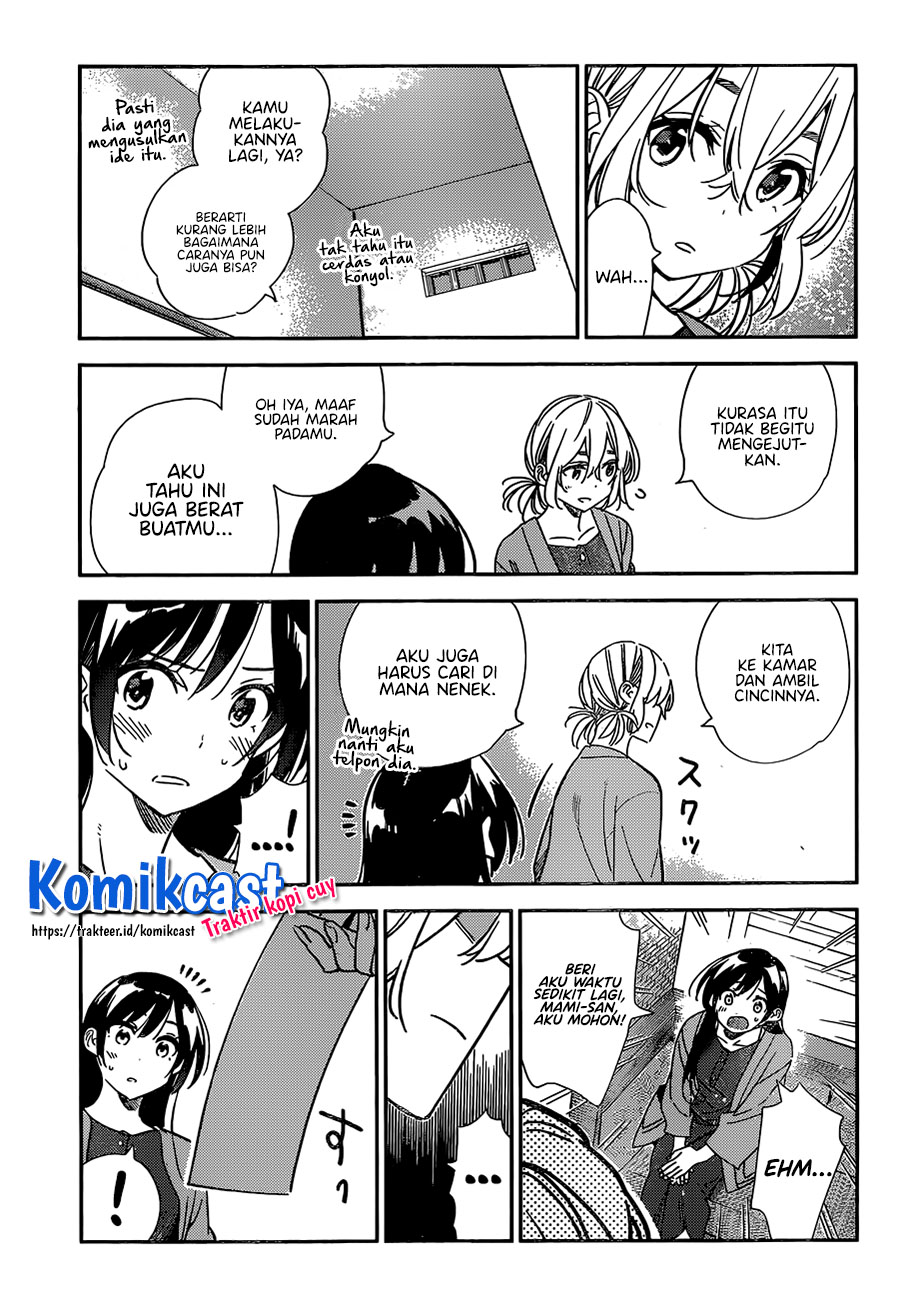 WAH...
KAMU
MELAKU-
KANNYA
LAGI, YA?
Pasti
dia yang
mengusulkan
ide itu.
BERARTI
KURANG LEBIH
BAGAIMANA
CARANYA PUN
JUGA BISA?
Aku
tak tahu itu
cerdas atau
konyol.
KURASA ITU
TIDAK BEGITU
MENGEJUT-
KAN.
OH IYA, MAAF
SUDAH MARAH
PADAMU.
AKU
TAHU INI
JUGA BERAT
BUATMU...
KITA
KE KAMAR
DAN AMBIL
CINCINNYA.
スクッ
AKU JUGA
HARUS CARI DI
MANA NENEK.
Mungkin
nanti aku
telpon dia.
....!
Komikcast
Traktir kopi cuy
https://trakteer.id/komikcast
EHM...
BERI
AKU WAKTU
SEDIKIT LAGI,
MAMI-SAN,
AKU MOHON!
...
すっ
!